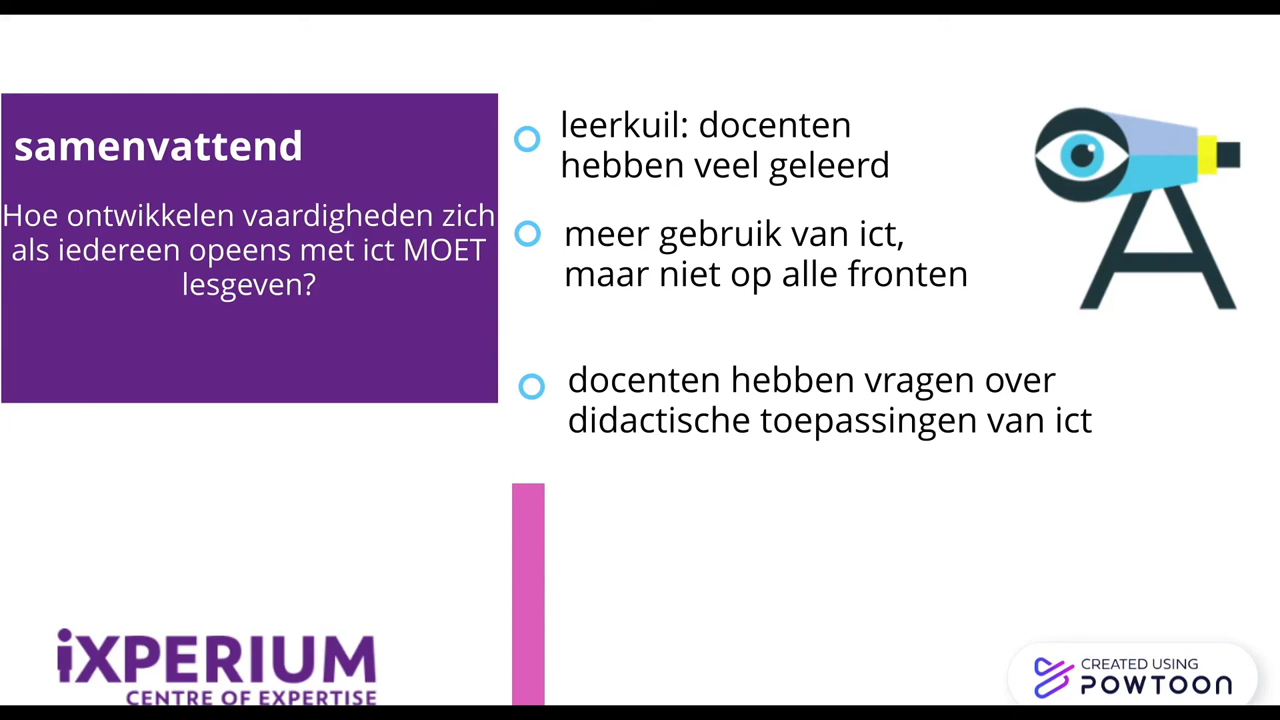 samenvattend
Hoe ontwikkelen vaardigheden zich
als iedereen opeens met ict MOET
lesgeven?
leerkuil: docenten
hebben veel geleerd
meer gebruik van ict,
maar niet op alle fronten
docenten hebben vragen over
didactische toepassingen van ict
iXPERIUM
CENTRE OF EXPERTISE
CREATED USING
POWTOON